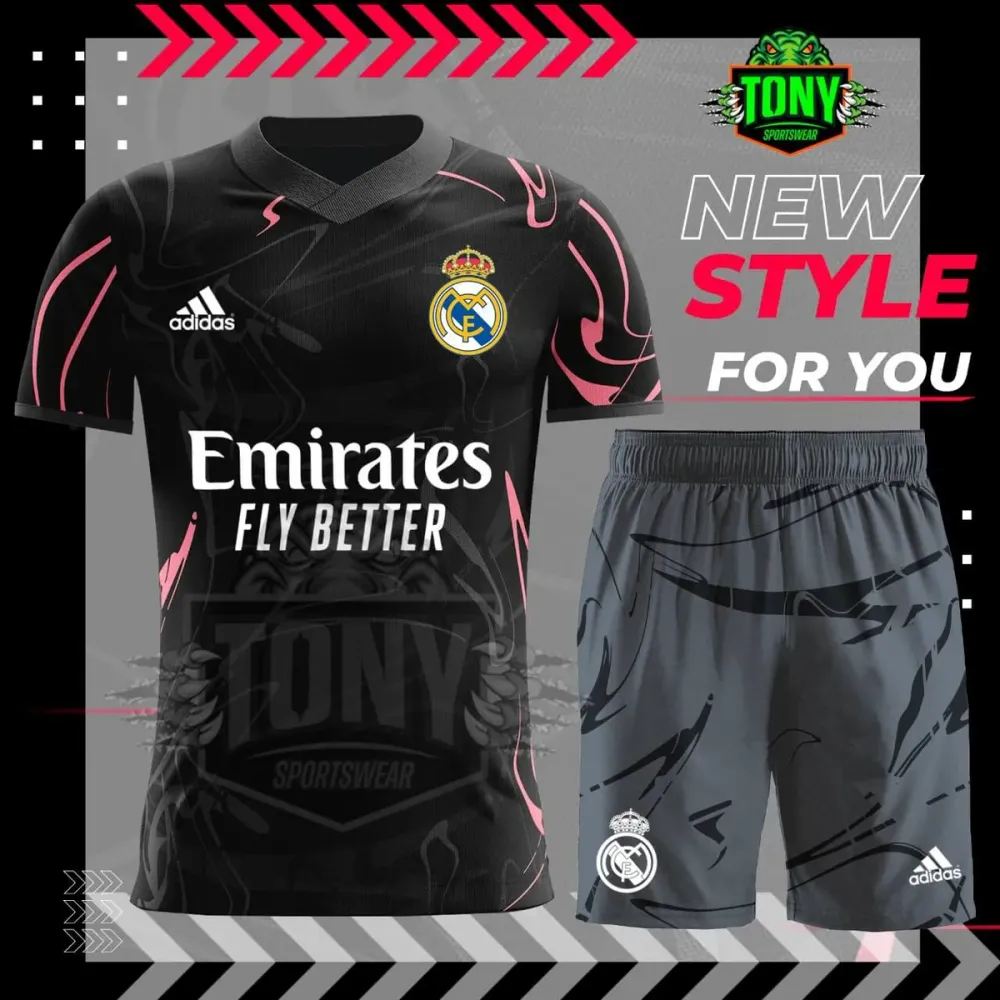 TONY
SPORTSWEAR
NEW
STYLE
FOR YOU
adidas
Emirates
FLY BETTER
TONY
SPORTSWEAR
adidas